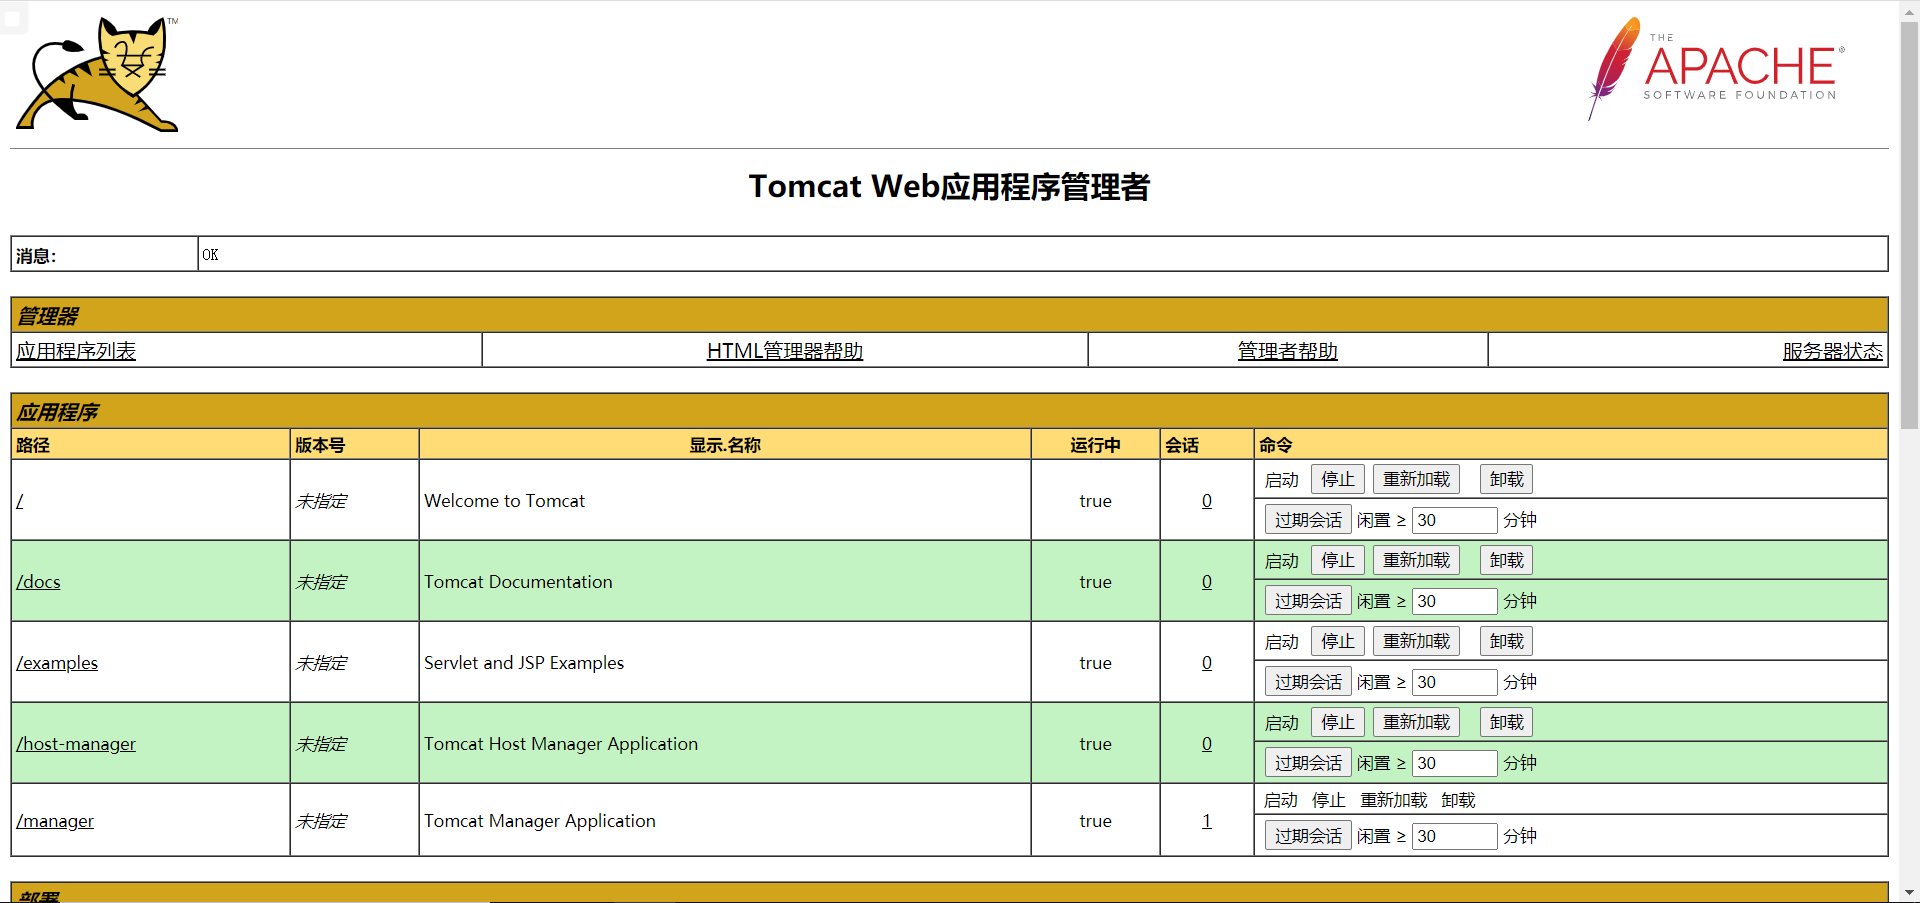 TM
THE
APACHE®
SOFTWARE FOUNDATION
Tomcat Web应用程序管理者
消息: OK
管理器
应用程序列表 HTML管理器帮助 管理者帮助 服务器状态
应用程序
路径 版本号 显示.名称 运行中 会话 命令
/ 未指定 Welcome to Tomcat true 0 启动 停止 重新加载 卸载
过期会话 闲置 ≥ 30 分钟
/docs 未指定 Tomcat Documentation true 0 启动 停止 重新加载 卸载
过期会话 闲置 ≥ 30 分钟
/examples 未指定 Servlet and JSP Examples true 0 启动 停止 重新加载 卸载
过期会话 闲置 ≥ 30 分钟
/host-manager 未指定 Tomcat Host Manager Application true 0 启动 停止 重新加载 卸载
过期会话 闲置 ≥ 30 分钟
/manager 未指定 Tomcat Manager Application true 1 启动 停止 重新加载 卸载
过期会话 闲置 ≥ 30 分钟
部署